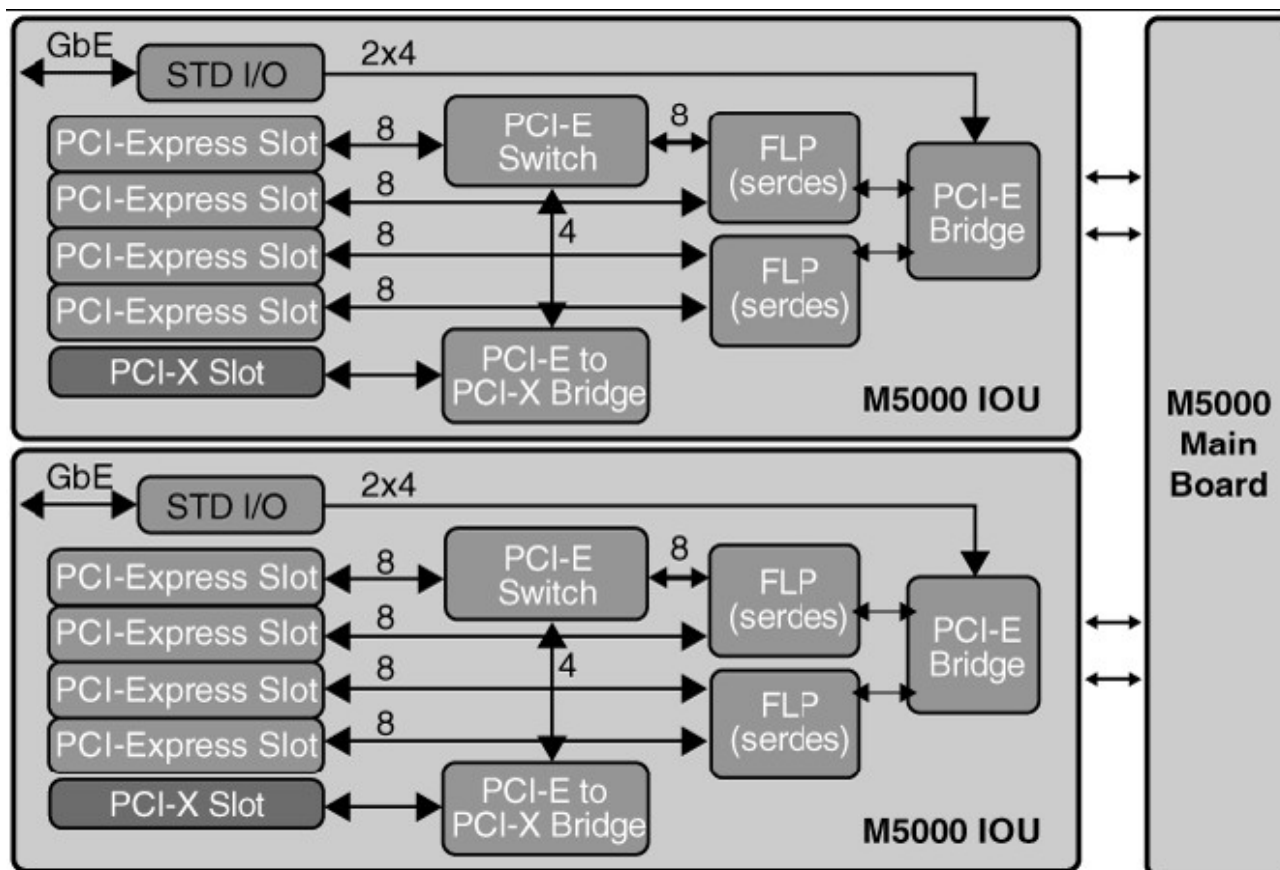 GbE
STD I/O
2x4
PCI-Express Slot
8
PCI-E
Switch
8
FLP
(serdes)
PCI-E
Bridge
PCI-Express Slot
8
4
PCI-Express Slot
8
FLP
(serdes)
PCI-Express Slot
8
PCI-X Slot
PCI-E to
PCI-X Bridge
M5000 IOU
GbE
STD I/O
2x4
PCI-Express Slot
8
PCI-E
Switch
8
FLP
(serdes)
PCI-E
Bridge
PCI-Express Slot
8
4
PCI-Express Slot
8
FLP
(serdes)
PCI-Express Slot
8
PCI-X Slot
PCI-E to
PCI-X Bridge
M5000 IOU
M5000
Main
Board